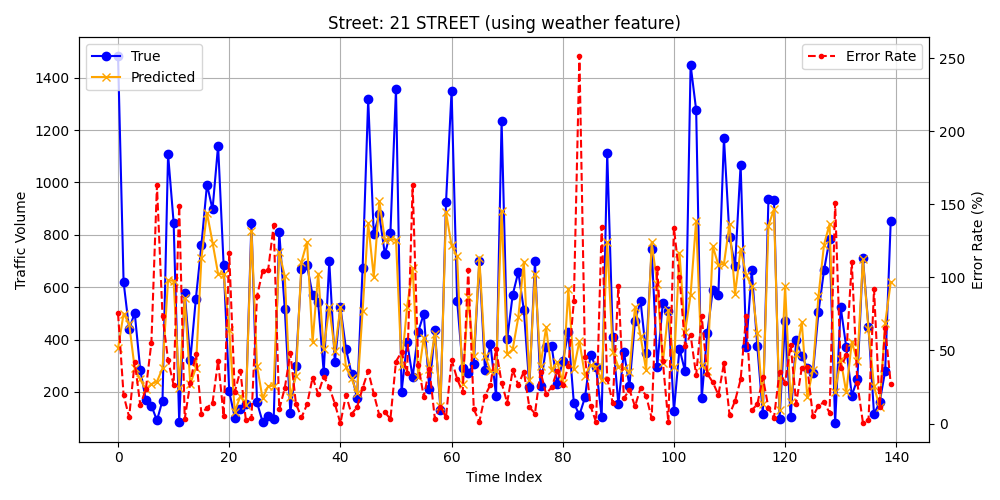 Street: 21 STREET (using weather feature)
True
Predicted
Error Rate
1400
1200
1000
800
600
400
200
250
200
150
100
50
0
0 20 40 60 80 100 120 140
Traffic Volume
Error Rate (%)
Time Index